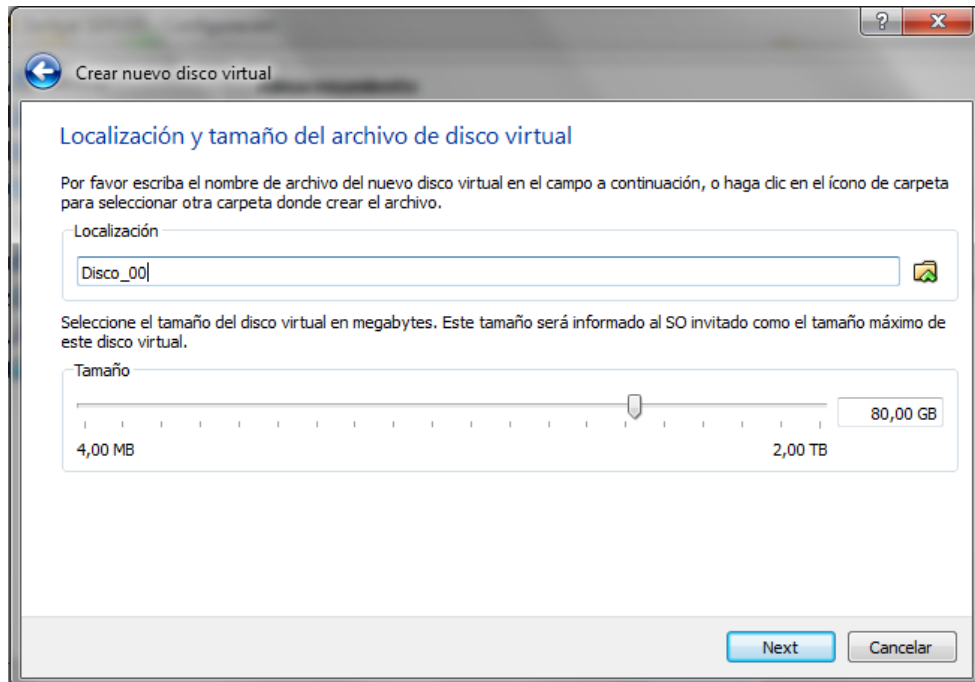 Crear nuevo disco virtual
Localización y tamaño del archivo de disco virtual
Por favor escriba el nombre de archivo del nuevo disco virtual en el campo a continuación, o haga clic en el ícono de carpeta
para seleccionar otra carpeta donde crear el archivo.
Localización
Disco_00
Seleccione el tamaño del disco virtual en megabytes. Este tamaño será informado al SO invitado como el tamaño máximo de
este disco virtual.
Tamaño
80,00 GB
4,00 MB 2,00 TB
Next Cancelar